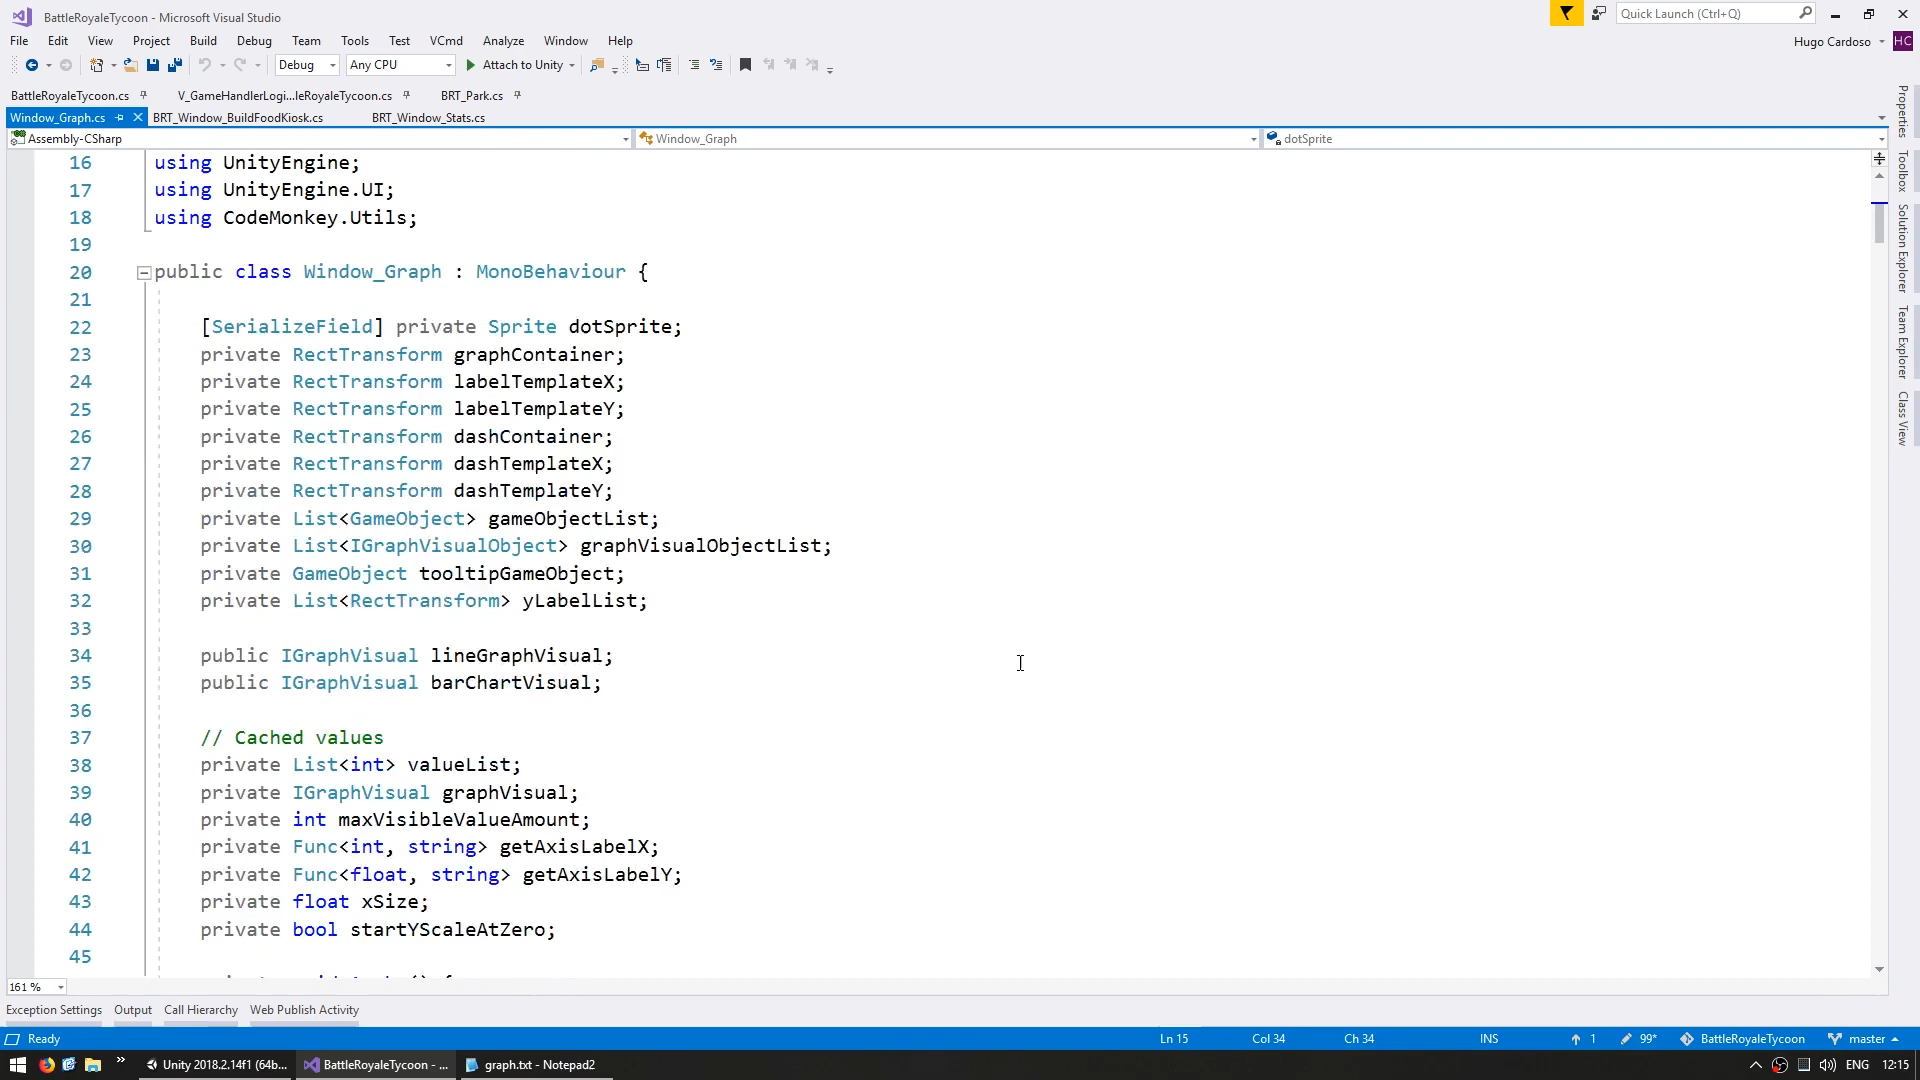 BattleRoyaleTycoon - Microsoft Visual Studio
Quick Launch (Ctrl+Q)
File Edit View Project Build Debug Team Tools Test VCmd Analyze Window Help
Hugo Cardoso
HC
Debug
Any CPU
Attach to Unity
BattleRoyaleTycoon.cs
V_GameHandlerLogi...leRoyaleTycoon.cs
BRT_Park.cs
Window_Graph.cs
BRT_Window_BuildFoodKiosk.cs
BRT_Window_Stats.cs
Assembly-CSharp
Window_Graph
dotSprite
16 using UnityEngine;
17 using UnityEngine.UI;
18 using CodeMonkey.Utils;
19
20 public class Window_Graph : MonoBehaviour {
21
22 [SerializeField] private Sprite dotSprite;
23 private RectTransform graphContainer;
24 private RectTransform labelTemplateX;
25 private RectTransform labelTemplateY;
26 private RectTransform dashContainer;
27 private RectTransform dashTemplateX;
28 private RectTransform dashTemplateY;
29 private List<GameObject> gameObjectList;
30 private List<IGraphVisualObject> graphVisualObjectList;
31 private GameObject tooltipGameObject;
32 private List<RectTransform> yLabelList;
33
34 public IGraphVisual lineGraphVisual;
35 public IGraphVisual barChartVisual;
36
37 // Cached values
38 private List<int> valueList;
39 private IGraphVisual graphVisual;
40 private int maxVisibleValueAmount;
41 private Func<int, string> getAxisLabelX;
42 private Func<float, string> getAxisLabelY;
43 private float xSize;
44 private bool startYScaleAtZero;
45
Properties
Toolbox
Solution Explorer
Team Explorer
Class View
161 %
Exception Settings Output Call Hierarchy Web Publish Activity
Ready
Ln 15
Col 34
Ch 34
INS
1
99*
BattleRoyaleTycoon
master
Unity 2018.2.14f1 (64b...
BattleRoyaleTycoon - ...
graph.txt - Notepad2
ENG
12:15